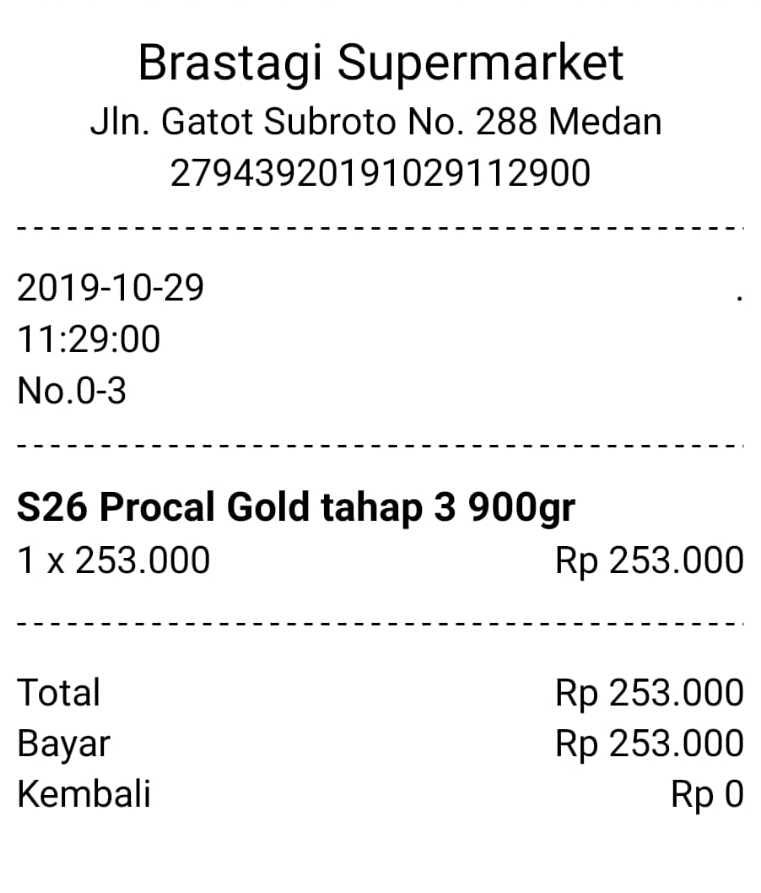 Brastagi Supermarket
Jln. Gatot Subroto No. 288 Medan
27943920191029112900
2019-10-29 .
11:29:00
No.0-3
S26 Procal Gold tahap 3 900gr
1 x 253.000 Rp 253.000
Total Rp 253.000
Bayar Rp 253.000
Kembali Rp 0